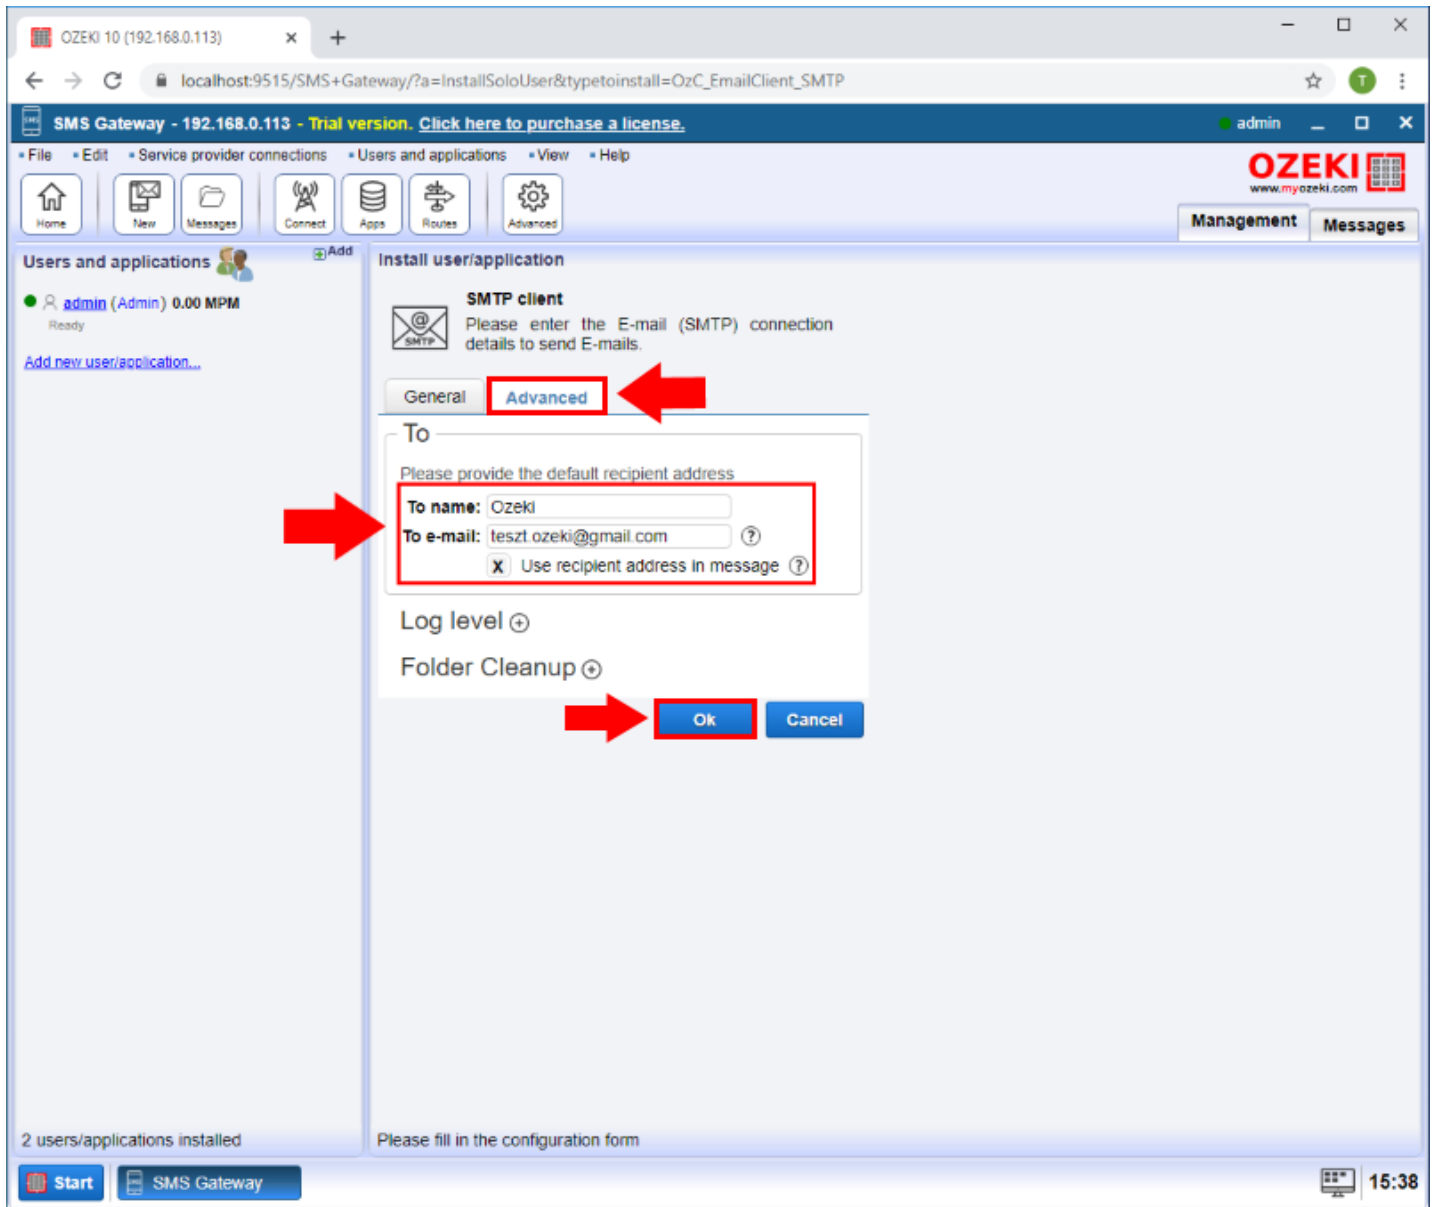 OZEKI 10 (192.168.0.113)
localhost:9515/SMS+Gateway/?a=InstallSoloUser&typetoinstall=OzC_EmailClient_SMTP
T
SMS Gateway - 192.168.0.113 - Trial version. Click here to purchase a license.
admin
File Edit Service provider connections Users and applications View Help
OZEKI
www.myozeki.com
Home New Messages Connect Apps Routes Advanced
Management Messages
Users and applications
Add
admin (Admin) 0.00 MPM
Ready
Add new user/application...
2 users/applications installed
Install user/application
SMTP client
Please enter the E-mail (SMTP) connection
details to send E-mails.
@
SMTP
General Advanced
To
Please provide the default recipient address
To name: Ozeki
To e-mail: teszt.ozeki@gmail.com ?
X Use recipient address in message ?
Log level
Folder Cleanup
Ok Cancel
Please fill in the configuration form
Start SMS Gateway 15:38